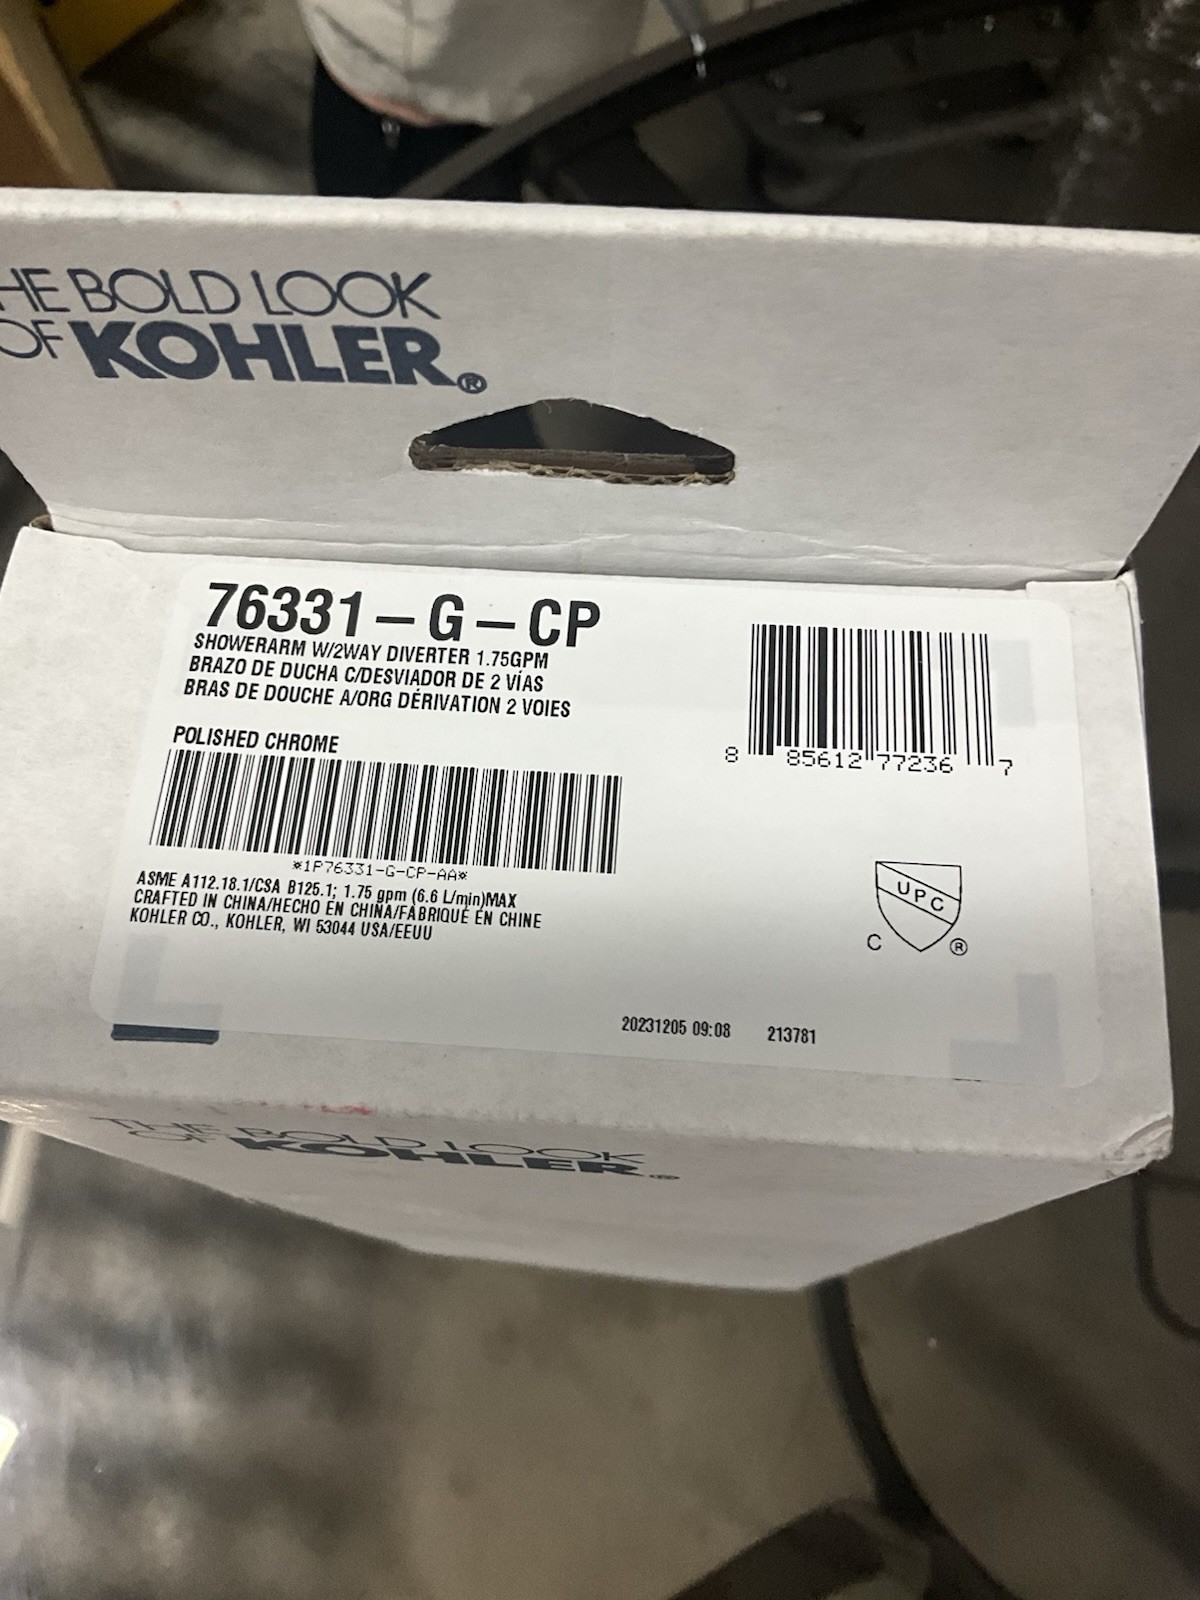 THE BOLD LOOK
OF KOHLER®
76331-G-CP
SHOWERARM W/2WAY DIVERTER 1.75GPM
BRAZO DE DUCHA C/DESVIADOR DE 2 VÍAS
BRAS DE DOUCHE A/ORG DÉRIVATION 2 VOIES
POLISHED CHROME
*1P76331-G-CP-AA*
8 85612 77236 7
ASME A112.18.1/CSA B125.1; 1.75 gpm (6.6 L/min)MAX
CRAFTED IN CHINA/HECHO EN CHINA/FABRIQUÉ EN CHINE
KOHLER CO., KOHLER, WI 53044 USA/EEUU
UPC
C ®
20231205 09:08 213781
THE BOLD LOOK
OF KOHLER®